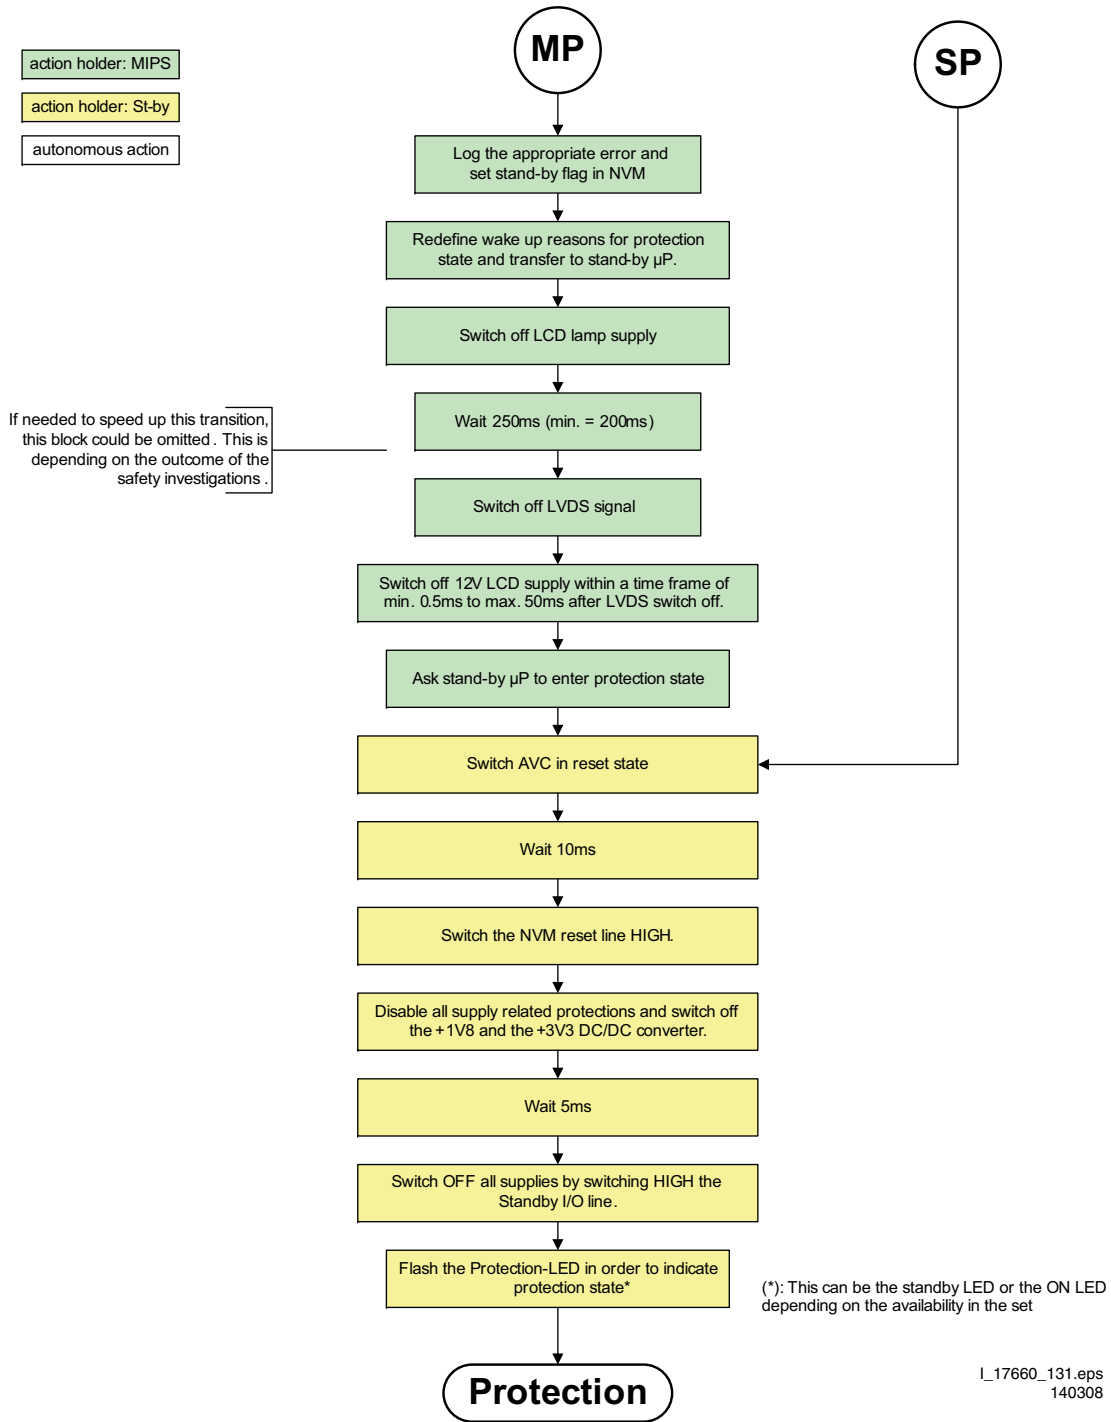 MP
SP
action holder: MIPS
action holder: St-by
autonomous action
Log the appropriate error and
set stand-by flag in NVM
Redefine wake up reasons for protection
state and transfer to stand-by µP.
Switch off LCD lamp supply
If needed to speed up this transition,
this block could be omitted . This is
depending on the outcome of the
safety investigations .
Wait 250ms (min. = 200ms)
Switch off LVDS signal
Switch off 12V LCD supply within a time frame of
min. 0.5ms to max. 50ms after LVDS switch off.
Ask stand-by µP to enter protection state
Switch AVC in reset state
Wait 10ms
Switch the NVM reset line HIGH.
Disable all supply related protections and switch off
the +1V8 and the +3V3 DC/DC converter.
Wait 5ms
Switch OFF all supplies by switching HIGH the
Standby I/O line.
Flash the Protection-LED in order to indicate
protection state*
(*): This can be the standby LED or the ON LED
depending on the availability in the set
Protection
I_17660_131.eps
140308